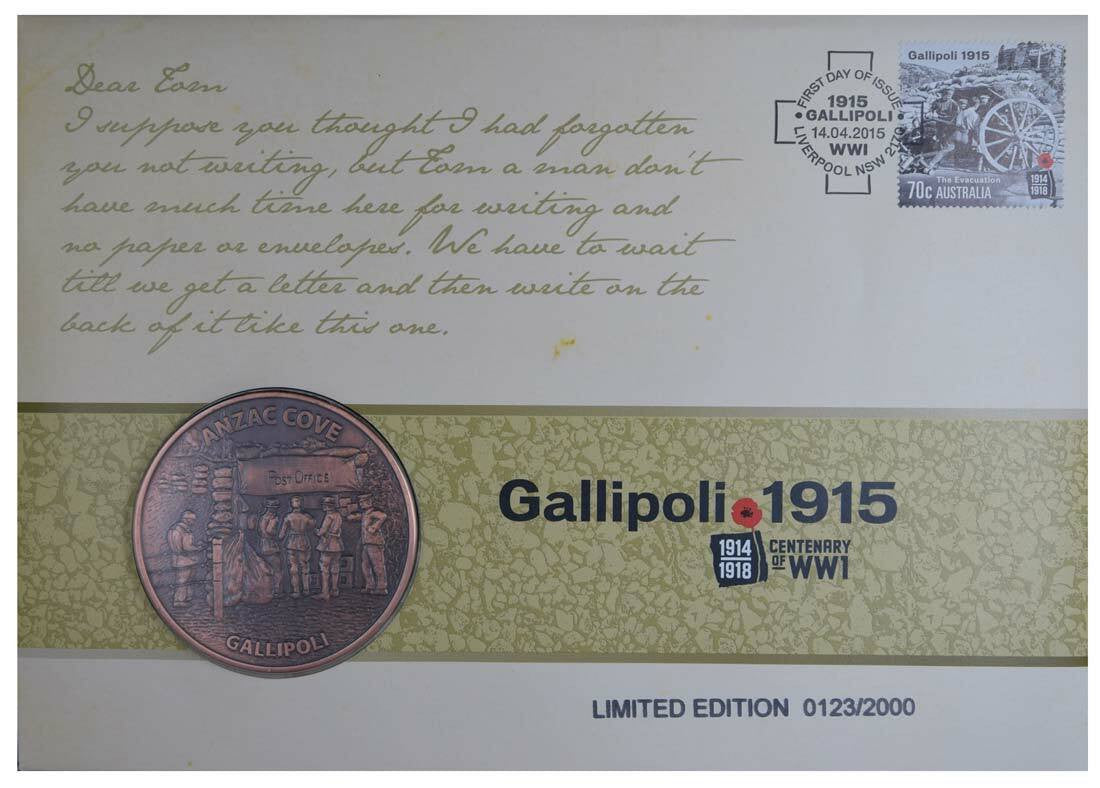 Dear Tom
I suppose you thought I had forgotten
you not writing, but Tom a man don't
have much time here for writing and
no paper or envelopes. We have to wait
till we get a letter and then write on the
back of it like this one.
FIRST DAY OF ISSUE
1915
• GALLIPOLI •
14.04.2015
WWI
LIVERPOOL NSW 2170
Gallipoli 1915
The Evacuation
70c AUSTRALIA
1914
1918
ANZAC COVE
POST OFFICE
GALLIPOLI
Gallipoli 1915
1914
1918
CENTENARY
OF WW1
LIMITED EDITION 0123/2000